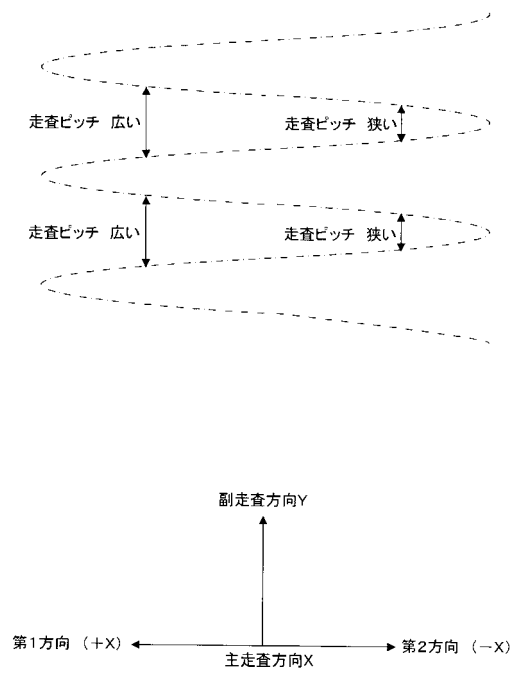 走査ピッチ 広い
走査ピッチ 狭い
走査ピッチ 広い
走査ピッチ 狭い
副走査方向Y
第1方向 (+X)
第2方向 (-X)
主走査方向X